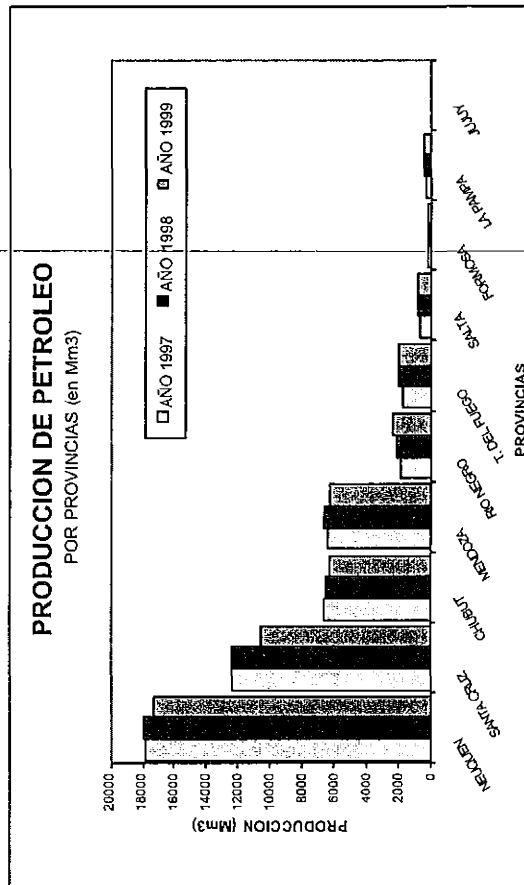 PRODUCCION DE PETROLEO
POR PROVINCIAS (en Mm3)
AÑO 1997
AÑO 1998
AÑO 1999
20000
18000
16000
14000
12000
10000
8000
6000
4000
2000
0
PRODUCCION (Mm3)
NEUQUEN
SANTA CRUZ
CHUBUT
MENDOZA
RIO NEGRO
T. DEL FUEGO
SALTA
FORMOSA
LA PAMPA
JUJUY
PROVINCIAS